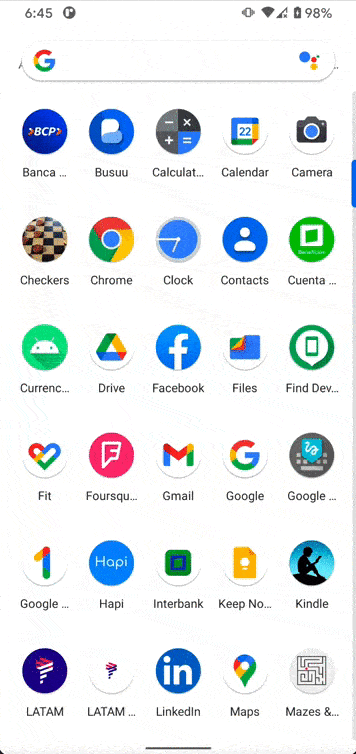 6:45 98%
BCP
Banca ... Busuu Calculat... Calendar Camera
22
Checkers Chrome Clock Contacts Cuenta ...
Currenc... Drive Facebook Files Find Dev...
Fit Foursqu... Gmail Google Google ...
Hapi
Google ... Hapi Interbank Keep No... Kindle
in
LATAM LATAM ... LinkedIn Maps Mazes &...